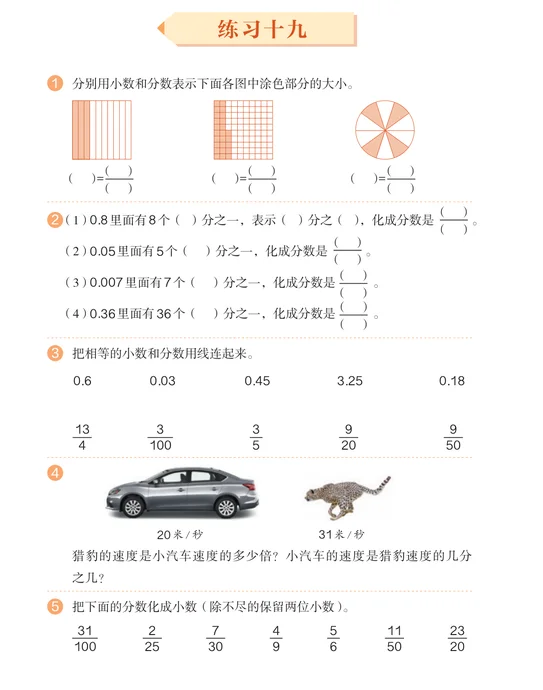 练习十九
1 分别用小数和分数表示下面各图中涂色部分的大小。
(  )=(  )/(  ) (  )=(  )/(  ) (  )=(  )/(  )
2 (1)0.8里面有8个(  )分之一，表示(  )分之(  )，化成分数是(  )/(  )。
(2)0.05里面有5个(  )分之一，化成分数是(  )/(  )。
(3)0.007里面有7个(  )分之一，化成分数是(  )/(  )。
(4)0.36里面有36个(  )分之一，化成分数是(  )/(  )。
3 把相等的小数和分数用线连起来。
0.6 0.03 0.45 3.25 0.18
13/4 3/100 3/5 9/20 9/50
4
20米/秒 31米/秒
猎豹的速度是小汽车速度的多少倍？小汽车的速度是猎豹速度的几分
之几？
5 把下面的分数化成小数（除不尽的保留两位小数）。
31/100 2/25 7/30 4/9 5/6 11/50 23/20